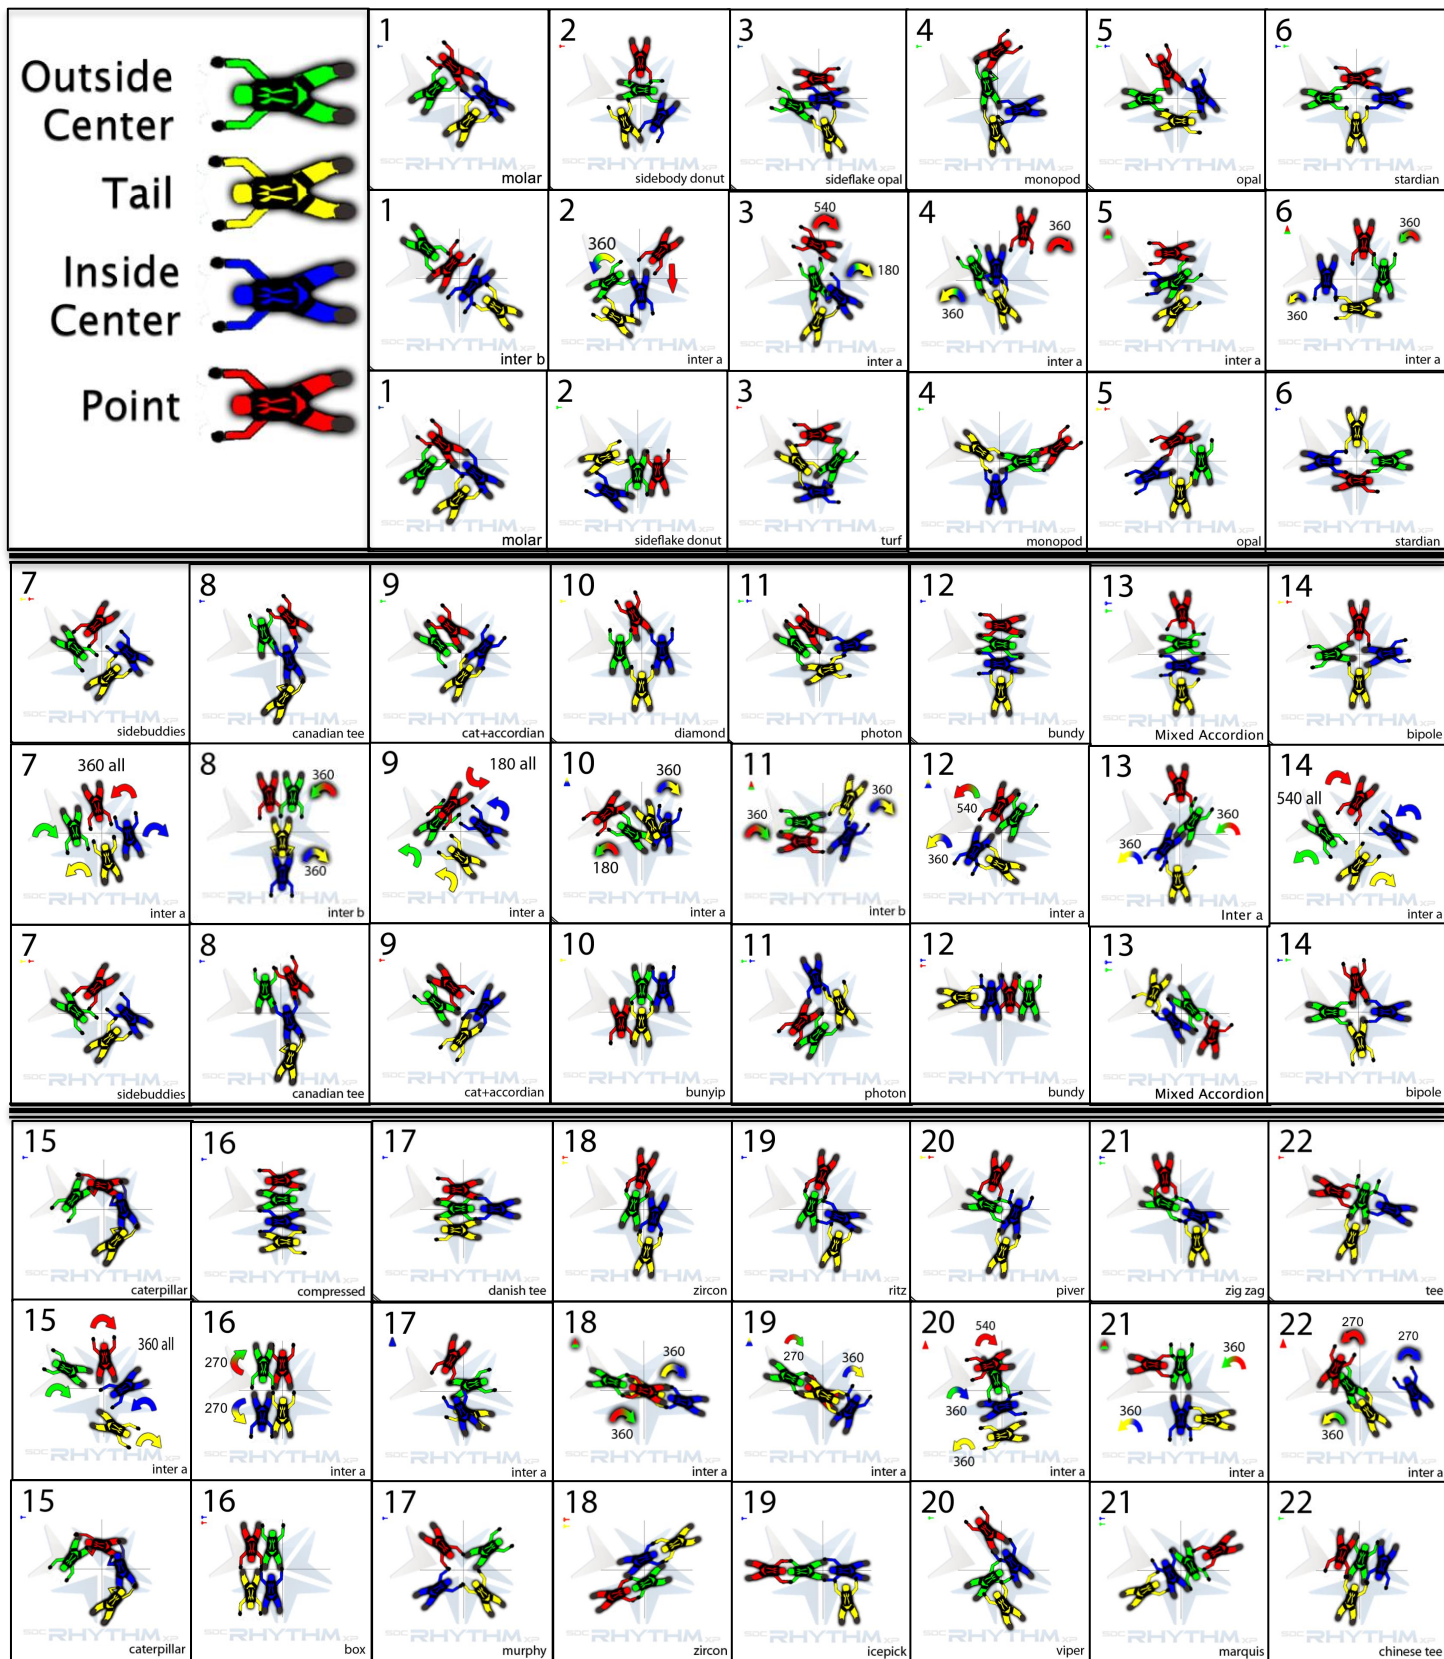 Outside
Center
Tail
Inside
Center
Point
1 2 3 4 5 6
molar sidebody donut sideflake opal monopod opal stardian
1 2 3 4 5 6
360 540 180 360 360 360 360
inter b inter a inter a inter a inter a inter a
1 2 3 4 5 6
molar sideflake donut turf monopod opal stardian
7 8 9 10 11 12 13 14
sidebuddies canadian tee cat+accordian diamond photon bundy Mixed Accordion bipole
7 8 9 10 11 12 13 14
360 all 360 360 180 all 360 180 360 360 540 360 360 360 540 all
inter a inter b inter a inter a inter b inter a Inter a inter a
7 8 9 10 11 12 13 14
sidebuddies canadian tee cat+accordian bunyip photon bundy Mixed Accordion bipole
15 16 17 18 19 20 21 22
caterpillar compressed danish tee zircon ritz piver zig zag tee
15 16 17 18 19 20 21 22
360 all 270 270 360 360 270 360 540 360 360 360 360 270 270 360
inter a inter a inter a inter a inter a inter a inter a inter a
15 16 17 18 19 20 21 22
caterpillar box murphy zircon icepick viper marquis chinese tee
SDC RHYTHM XP